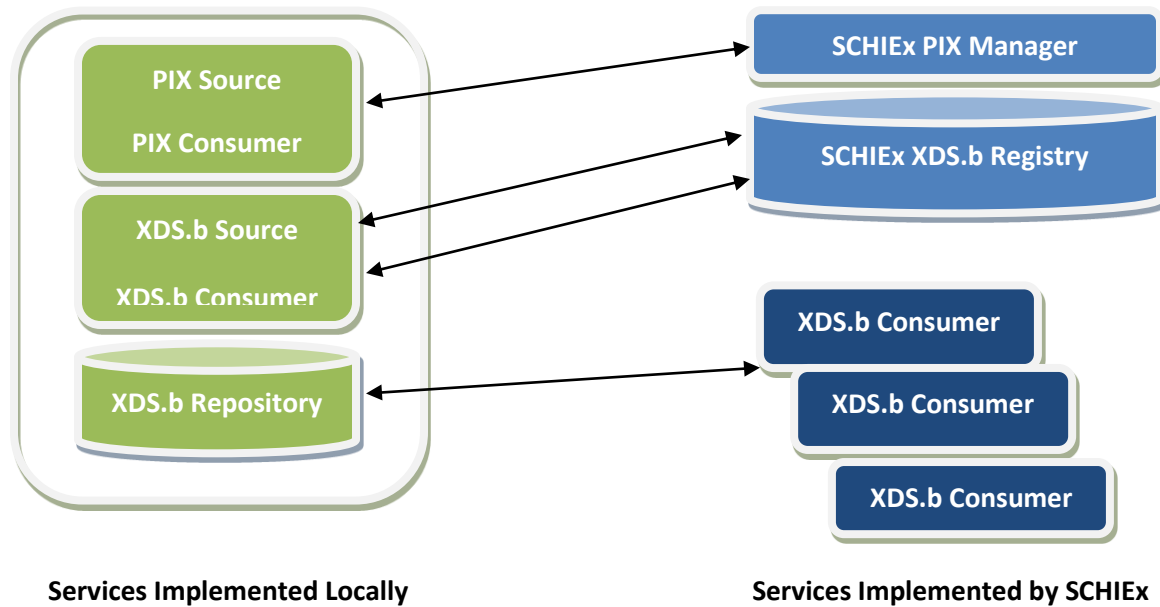 PIX Source
PIX Consumer
XDS.b Source
XDS.b Consumer
XDS.b Repository
SCHIEx PIX Manager
SCHIEx XDS.b Registry
XDS.b Consumer
XDS.b Consumer
XDS.b Consumer
Services Implemented Locally
Services Implemented by SCHIEx